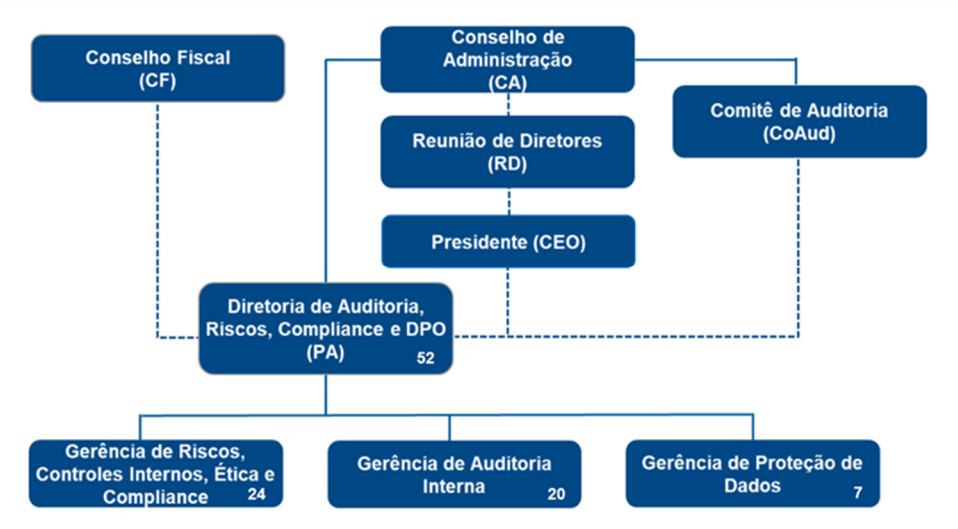 Conselho Fiscal
(CF)
Conselho de
Administração
(CA)
Comitê de Auditoria
(CoAud)
Reunião de Diretores
(RD)
Presidente (CEO)
Diretoria de Auditoria,
Riscos, Compliance e DPO
(PA)
52
Gerência de Riscos,
Controles Internos, Ética e
Compliance
24
Gerência de Auditoria
Interna
20
Gerência de Proteção de
Dados
7